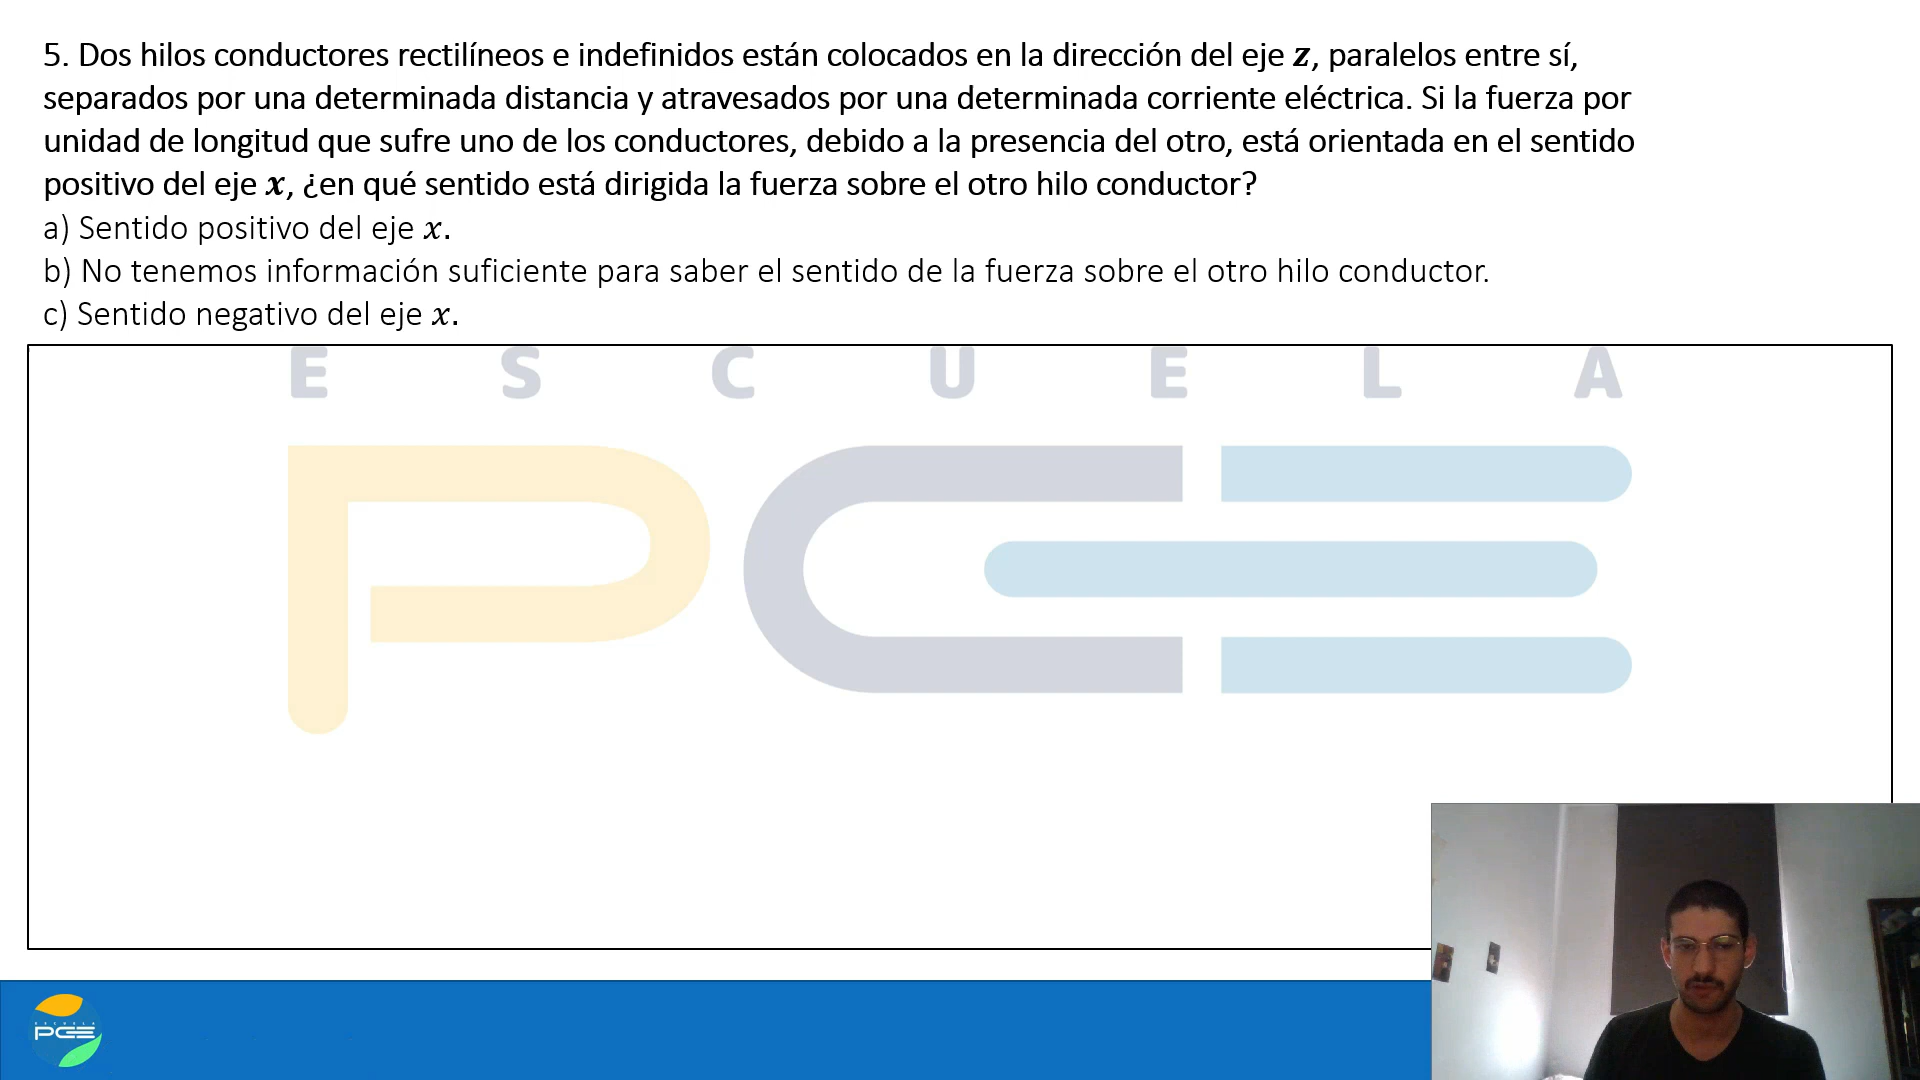 5. Dos hilos conductores rectilíneos e indefinidos están colocados en la dirección del eje z, paralelos entre sí,
separados por una determinada distancia y atravesados por una determinada corriente eléctrica. Si la fuerza por
unidad de longitud que sufre uno de los conductores, debido a la presencia del otro, está orientada en el sentido
positivo del eje x, ¿en qué sentido está dirigida la fuerza sobre el otro hilo conductor?
a) Sentido positivo del eje x.
b) No tenemos información suficiente para saber el sentido de la fuerza sobre el otro hilo conductor.
c) Sentido negativo del eje x.
ESCUELA
PCE
ESCUELA
PCE